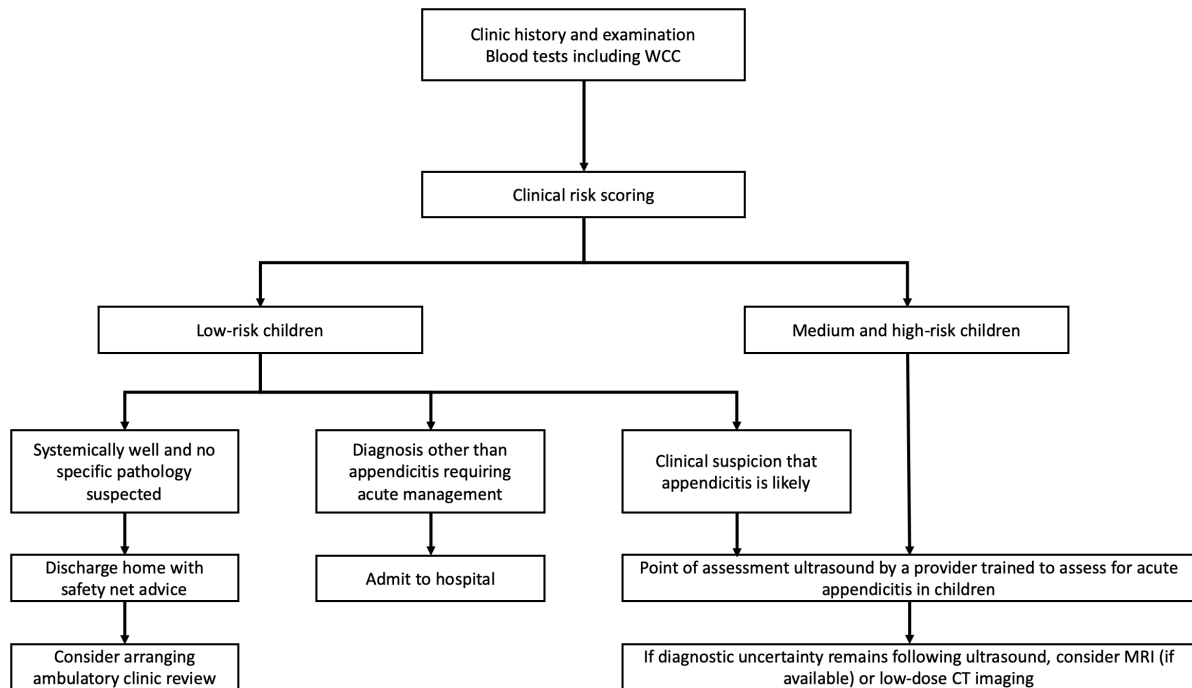 Clinic history and examination
Blood tests including WCC
Clinical risk scoring
Low-risk children
Medium and high-risk children
Systemically well and no
specific pathology
suspected
Diagnosis other than
appendicitis requiring
acute management
Clinical suspicion that
appendicitis is likely
Discharge home with
safety net advice
Admit to hospital
Point of assessment ultrasound by a provider trained to assess for acute
appendicitis in children
Consider arranging
ambulatory clinic review
If diagnostic uncertainty remains following ultrasound, consider MRI (if
available) or low-dose CT imaging